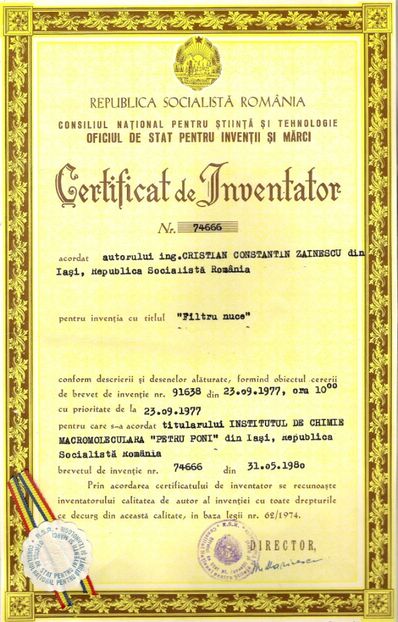 REPUBLICA SOCIALISTĂ ROMÂNIA
CONSILIUL NAȚIONAL PENTRU ȘTIINȚĂ ȘI TEHNOLOGIE
OFICIUL DE STAT PENTRU INVENȚII ȘI MĂRCI
Certificat de Inventator
Nr. 74666
acordat autorului ing.CRISTIAN CONSTANTIN ZAINESCU din
Iaşi, Republica Socialistă România
pentru invenția cu titlul "Filtru nuce"
conform descrierii și desenelor alăturate, formînd obiectul cererii
de brevet de invenție nr. 91638 din 23.09.1977, ora 10⁰⁰
cu prioritate de la 23.09.1977
pentru care s-a acordat titularului INSTITUTUL DE CHIMIE
MACROMOLECULARA "PETRU PONI" din Iaşi, Republica
Socialistă România
brevetul de invenție nr. 74666 din 31.05.1980
Prin acordarea certificatului de inventator se recunoaște
inventatorului calitatea de autor al invenției cu toate drepturile
ce decurg din această calitate, in baza legii nr. 62/1974.
DIRECTOR,
R.S.R.